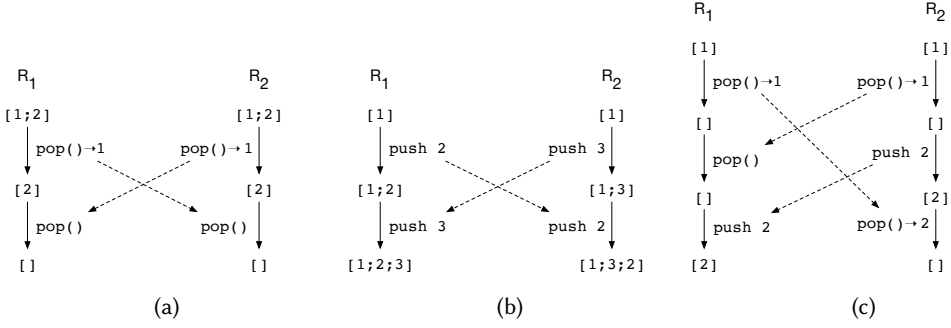 R1 R2
[1;2] [1;2]
pop()→1 pop()→1
[2] [2]
pop() pop()
[] []
(a)
R1 R2
[1] [1]
push 2 push 3
[1;2] [1;3]
push 3 push 2
[1;2;3] [1;3;2]
(b)
R1 R2
[1] [1]
pop()→1 pop()→1
[] []
pop() push 2
[] [2]
push 2 pop()→2
[2] []
(c)